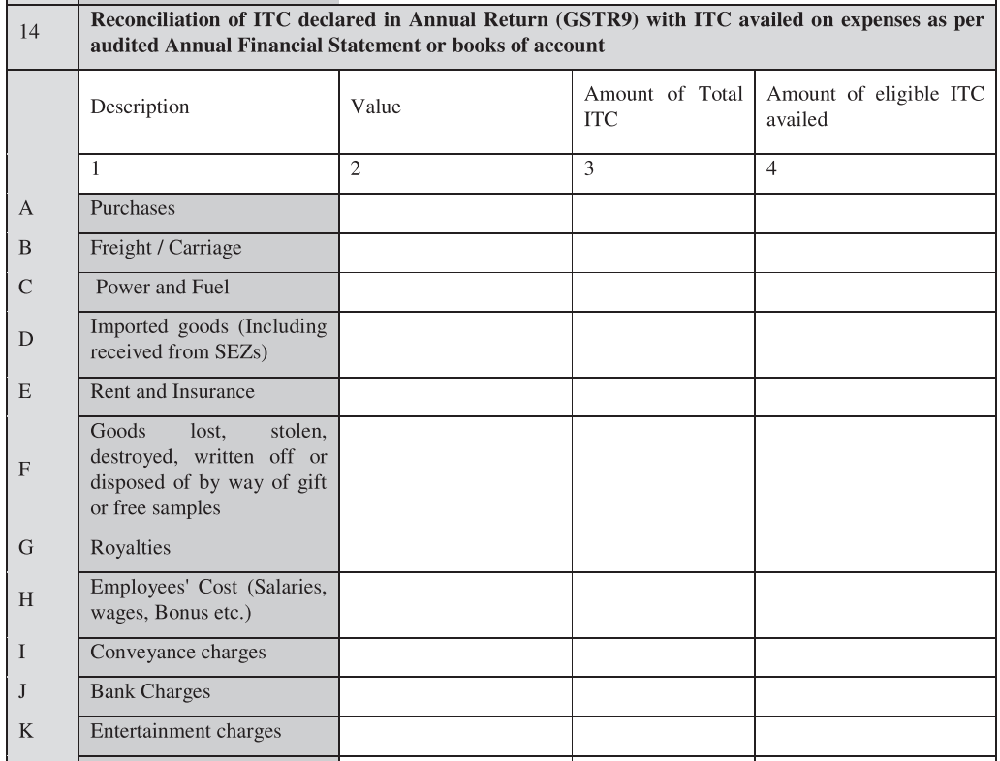 14
Reconciliation of ITC declared in Annual Return (GSTR9) with ITC availed on expenses as per
audited Annual Financial Statement or books of account
Description
Value
Amount of Total
ITC
Amount of eligible ITC
availed
1
2
3
4
A
Purchases
B
Freight / Carriage
C
Power and Fuel
D
Imported goods (Including
received from SEZs)
E
Rent and Insurance
F
Goods lost, stolen,
destroyed, written off or
disposed of by way of gift
or free samples
G
Royalties
H
Employees' Cost (Salaries,
wages, Bonus etc.)
I
Conveyance charges
J
Bank Charges
K
Entertainment charges